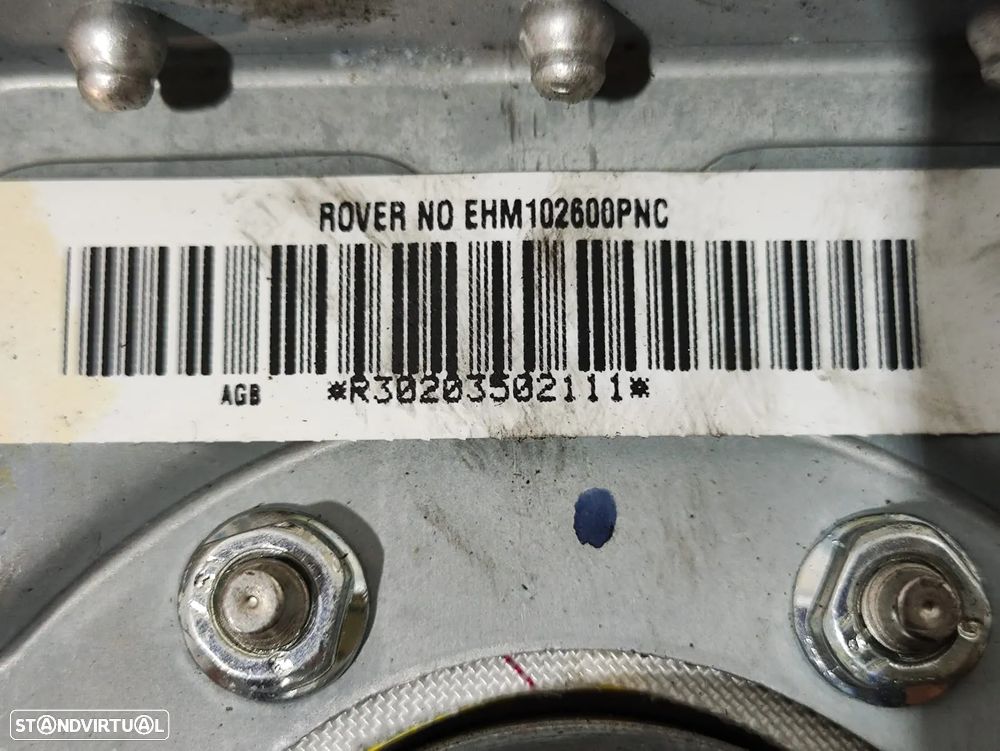 ROVER NO EHM102600PNC
AGB *R30203502111*
STANDVIRTUAL